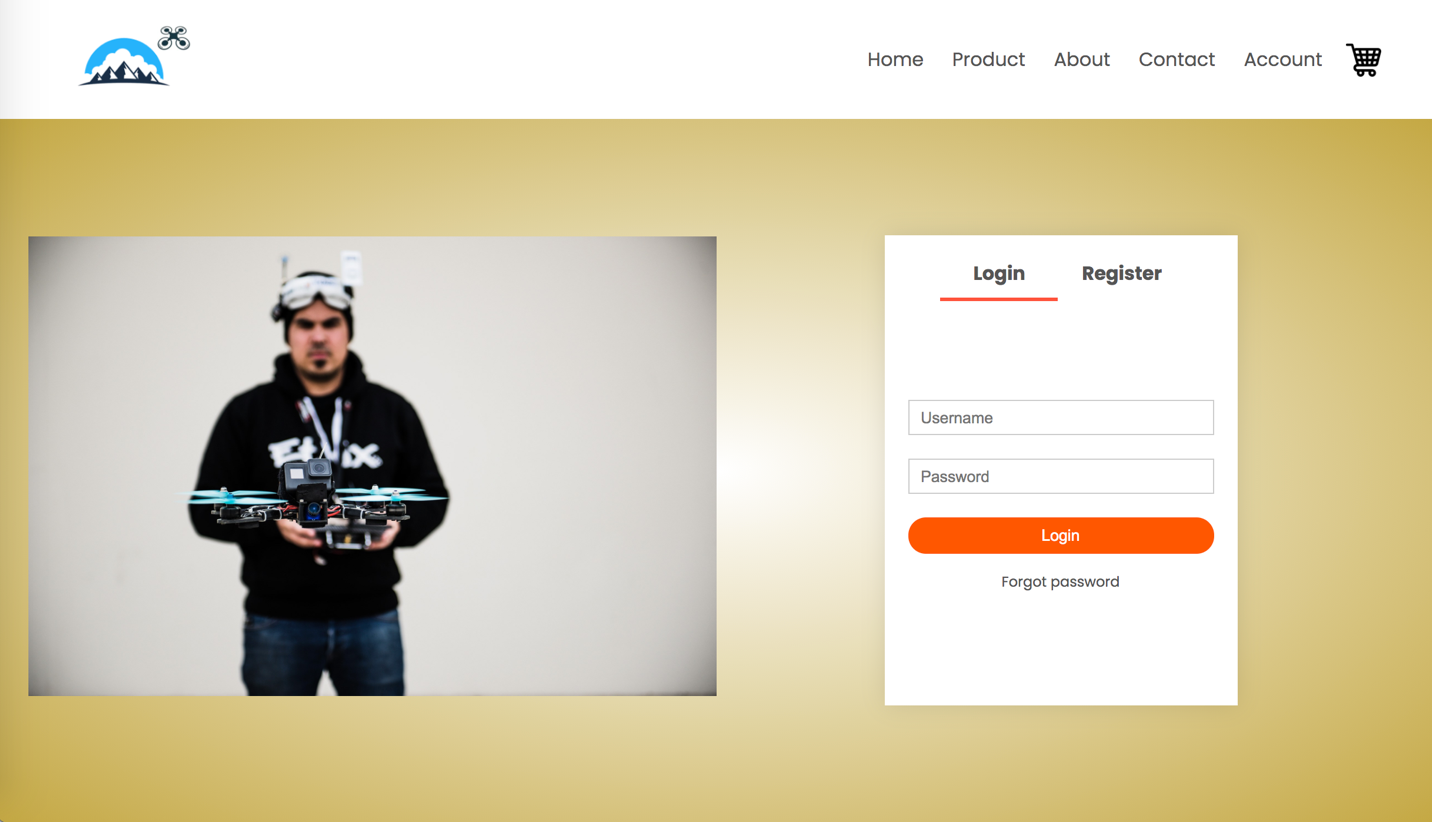 Home Product About Contact Account
Login Register
Username
Password
Login
Forgot password